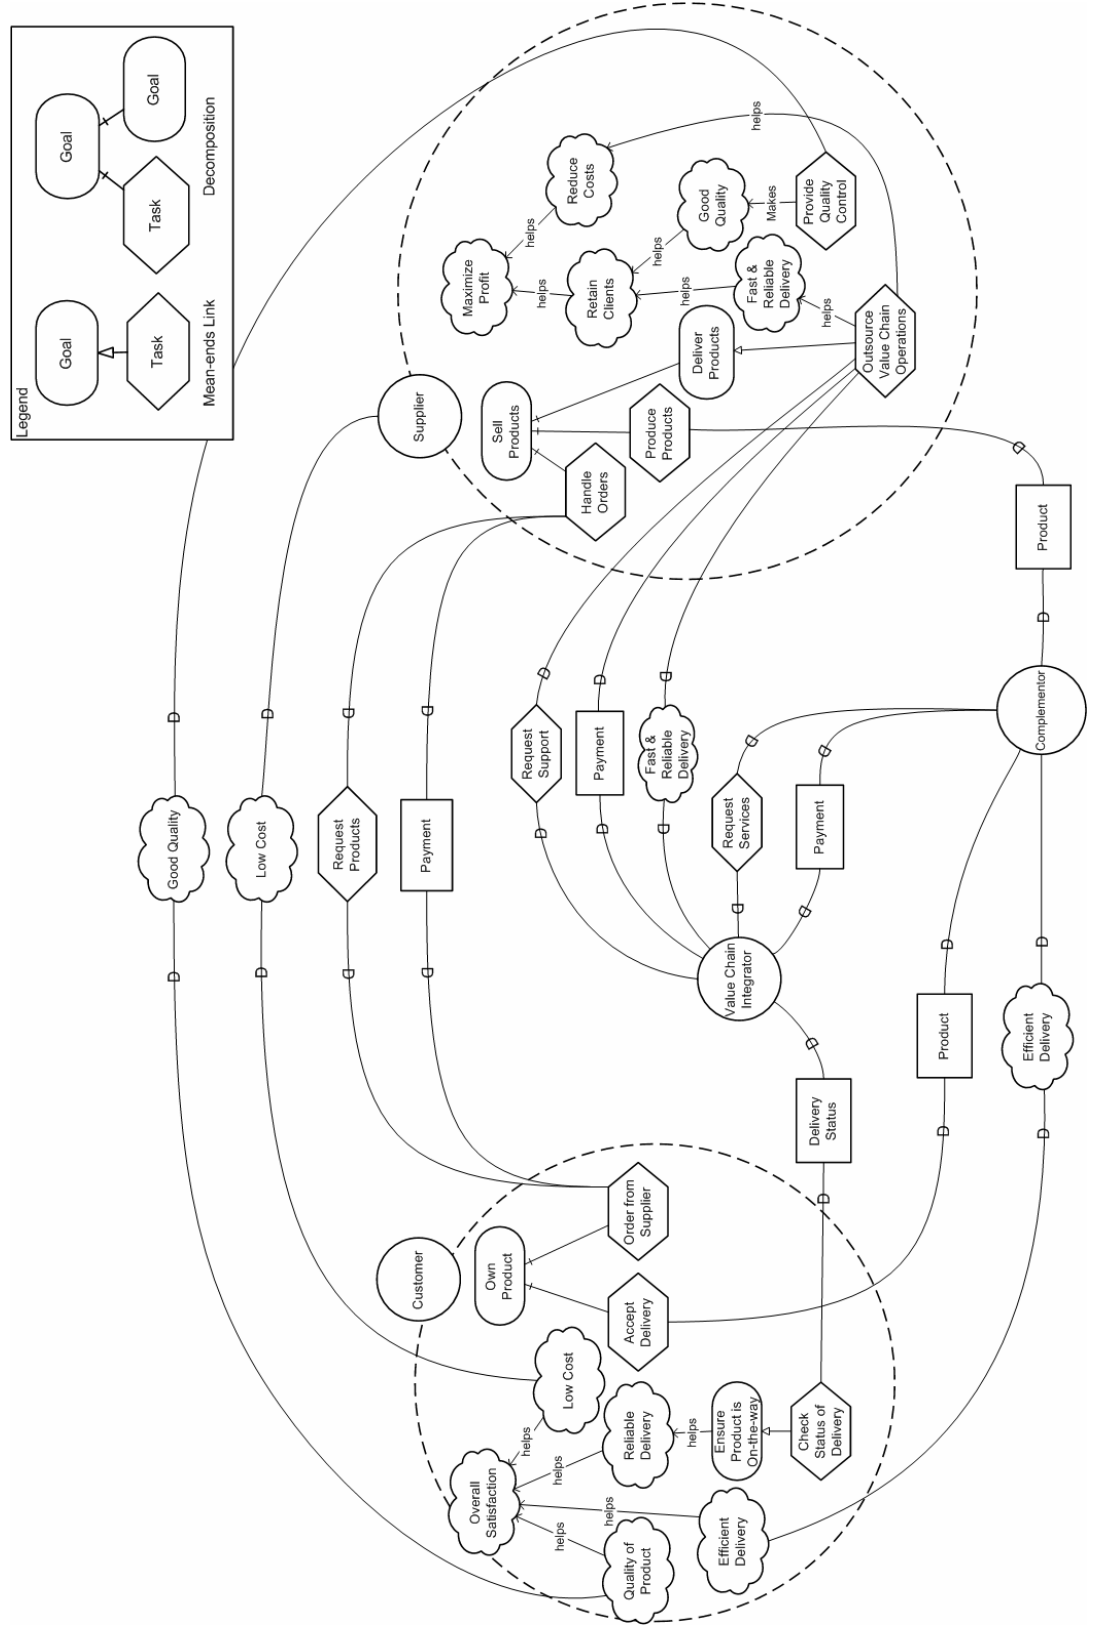 Legend
Goal
Task
Mean-ends Link
Goal
Task
Goal
Decomposition
Good Quality
D
D
Low Cost
D
D
Request
Products
D
D
Payment
D
D
Supplier
Maximize
Profit
Reduce
Costs
helps
helps
helps
Retain
Clients
Good
Quality
helps
helps
Makes
Provide
Quality
Control
Fast &
Reliable
Delivery
helps
Outsource
Value Chain
Operations
Sell
Products
Deliver
Products
Produce
Products
Handle
Orders
D
Product
D
Complementor
Request
Support
D
D
Payment
D
D
Fast &
Reliable
Delivery
D
D
Request
Services
D
D
Payment
D
D
Value Chain
Integrator
D
Delivery
Status
D
Product
D
D
Efficient
Delivery
D
D
Customer
Own
Product
Order from
Supplier
Accept
Delivery
Low Cost
helps
Overall
Satisfaction
Reliable
Delivery
helps
helps
Ensure
Product is
On-the-way
Check
Status of
Delivery
helps
helps
Quality of
Product
Efficient
Delivery